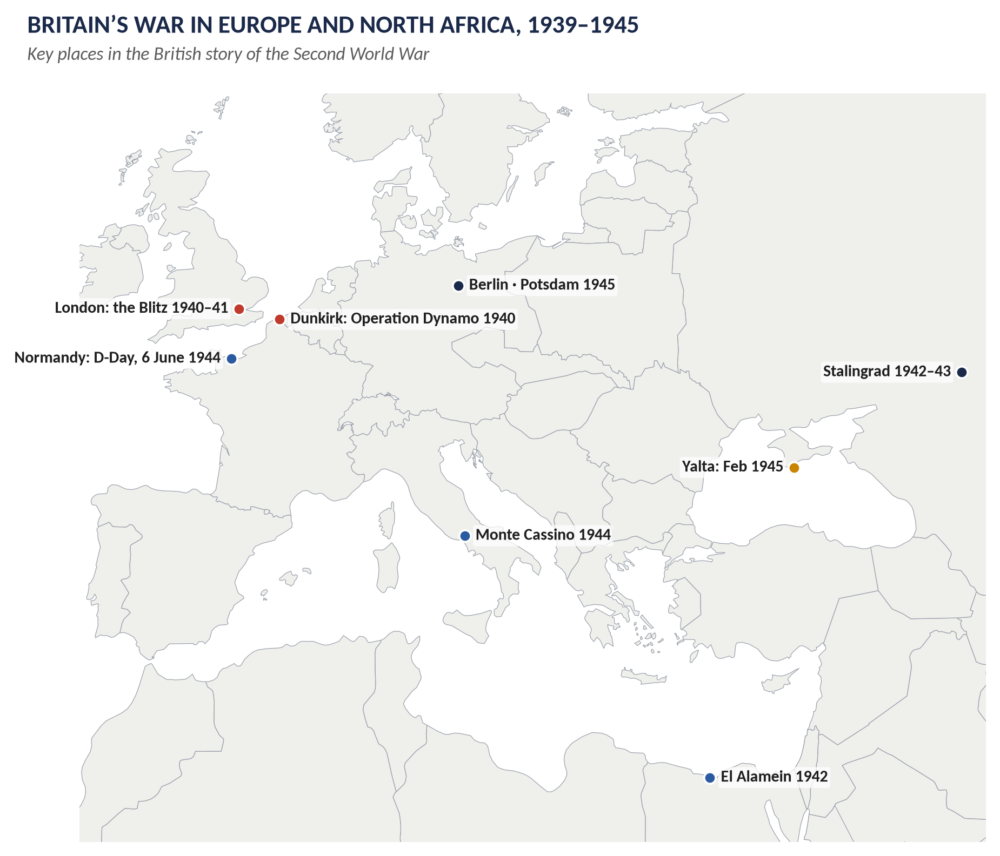 BRITAIN’S WAR IN EUROPE AND NORTH AFRICA, 1939–1945
Key places in the British story of the Second World War
Berlin · Potsdam 1945
London: the Blitz 1940–41
Dunkirk: Operation Dynamo 1940
Normandy: D-Day, 6 June 1944
Stalingrad 1942–43
Yalta: Feb 1945
Monte Cassino 1944
El Alamein 1942